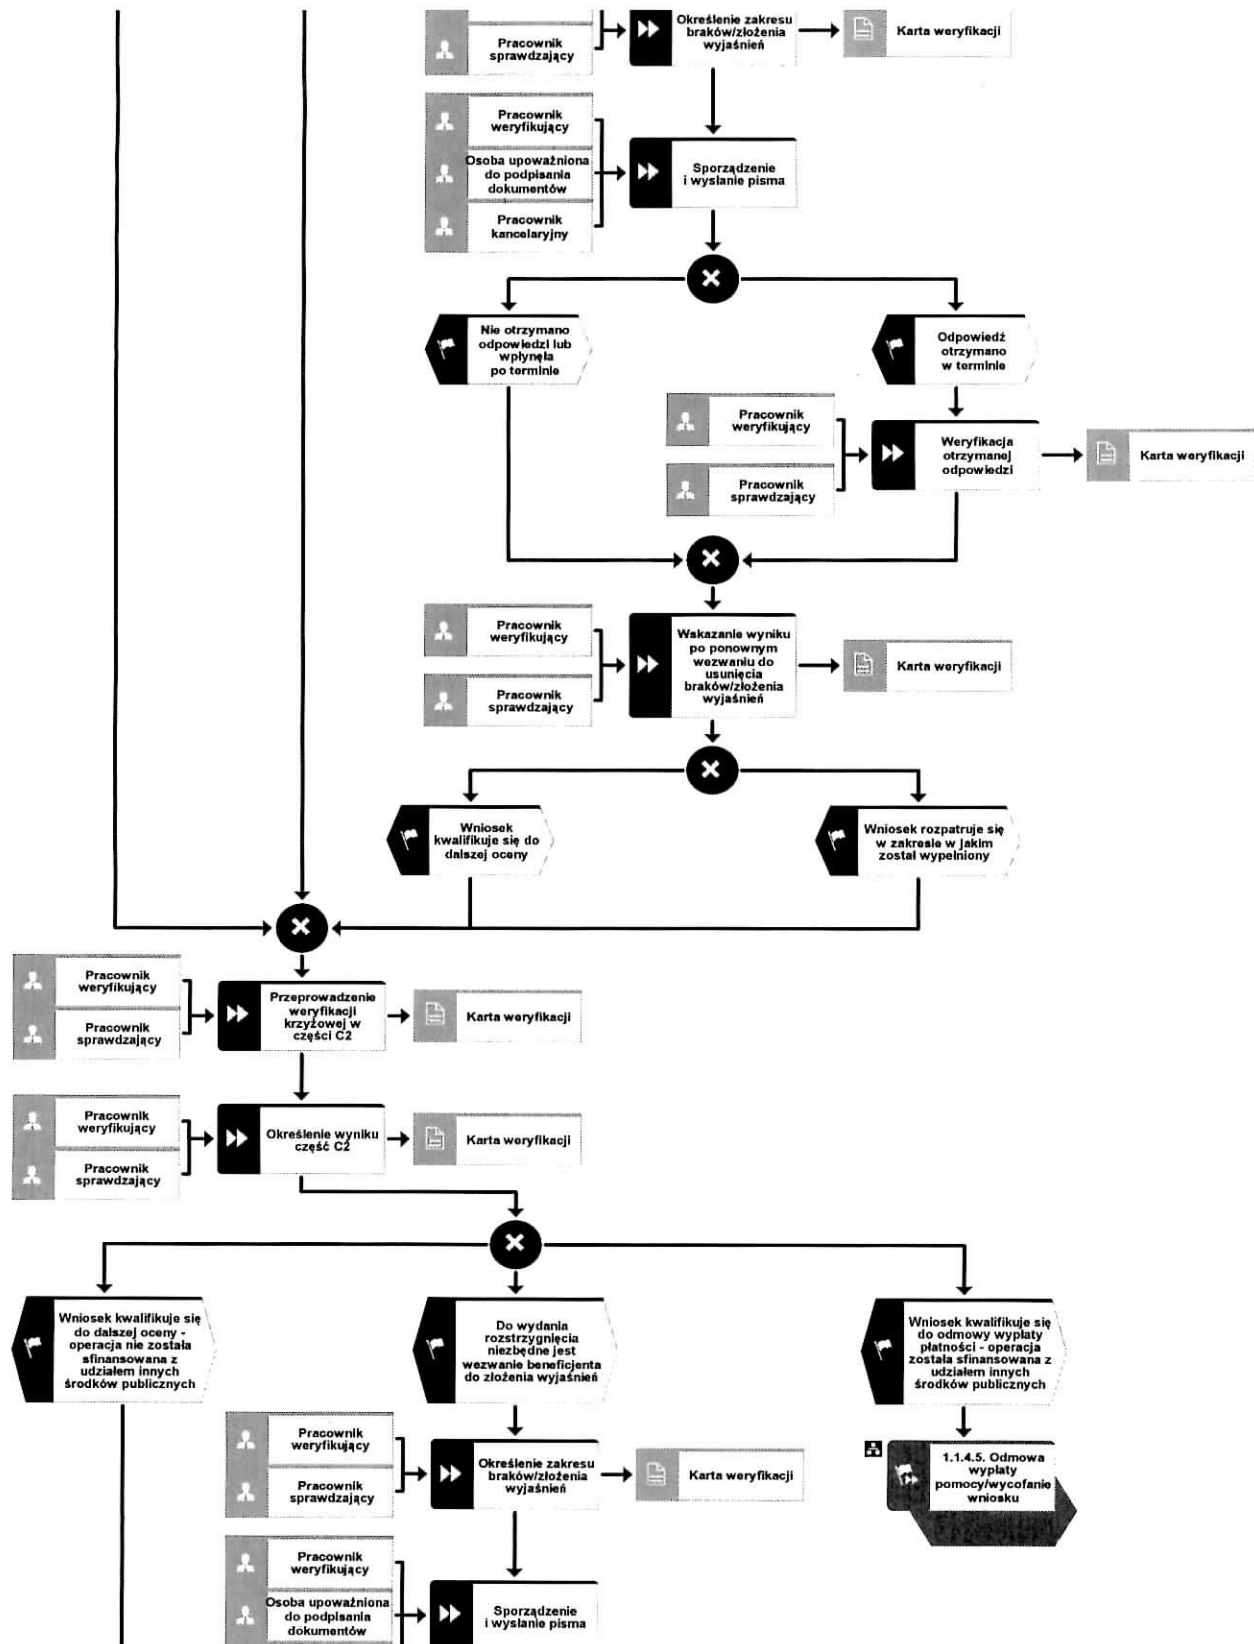 Określenie zakresu
braków/złożenia
wyjaśnień
Karta weryfikacji
Pracownik
sprawdzający
Pracownik
weryfikujący
Osoba upoważniona
do podpisania
dokumentów
Pracownik
kancelaryjny
Sporządzenie
i wysłanie pisma
Nie otrzymano
odpowiedzi lub
wpłynęła
po terminie
Odpowiedź
otrzymano
w terminie
Pracownik
weryfikujący
Pracownik
sprawdzający
Weryfikacja
otrzymanej
odpowiedzi
Karta weryfikacji
Pracownik
weryfikujący
Pracownik
sprawdzający
Wskazanie wyniku
po ponownym
wezwaniu do
usunięcia
braków/złożenia
wyjaśnień
Karta weryfikacji
Wniosek
kwalifikuje się do
dalszej oceny
Wniosek rozpatruje się
w zakresie w jakim
został wypełniony
Pracownik
weryfikujący
Pracownik
sprawdzający
Przeprowadzenie
weryfikacji
krzyżowej w
części C2
Karta weryfikacji
Pracownik
weryfikujący
Pracownik
sprawdzający
Określenie wyniku
część C2
Karta weryfikacji
Wniosek kwalifikuje się
do dalszej oceny -
operacja nie została
sfinansowana z
udziałem innych
środków publicznych
Do wydania
rozstrzygnięcia
niezbędne jest
wezwanie beneficjenta
do złożenia wyjaśnień
Wniosek kwalifikuje się
do odmowy wypłaty
płatności - operacja
została sfinansowana z
udziałem innych
środków publicznych
Pracownik
weryfikujący
Pracownik
sprawdzający
Określenie zakresu
braków/złożenia
wyjaśnień
Karta weryfikacji
1.1.4.5. Odmowa
wypłaty
pomocy/wycofanie
wniosku
Pracownik
weryfikujący
Osoba upoważniona
do podpisania
dokumentów
Sporządzenie
i wysłanie pisma